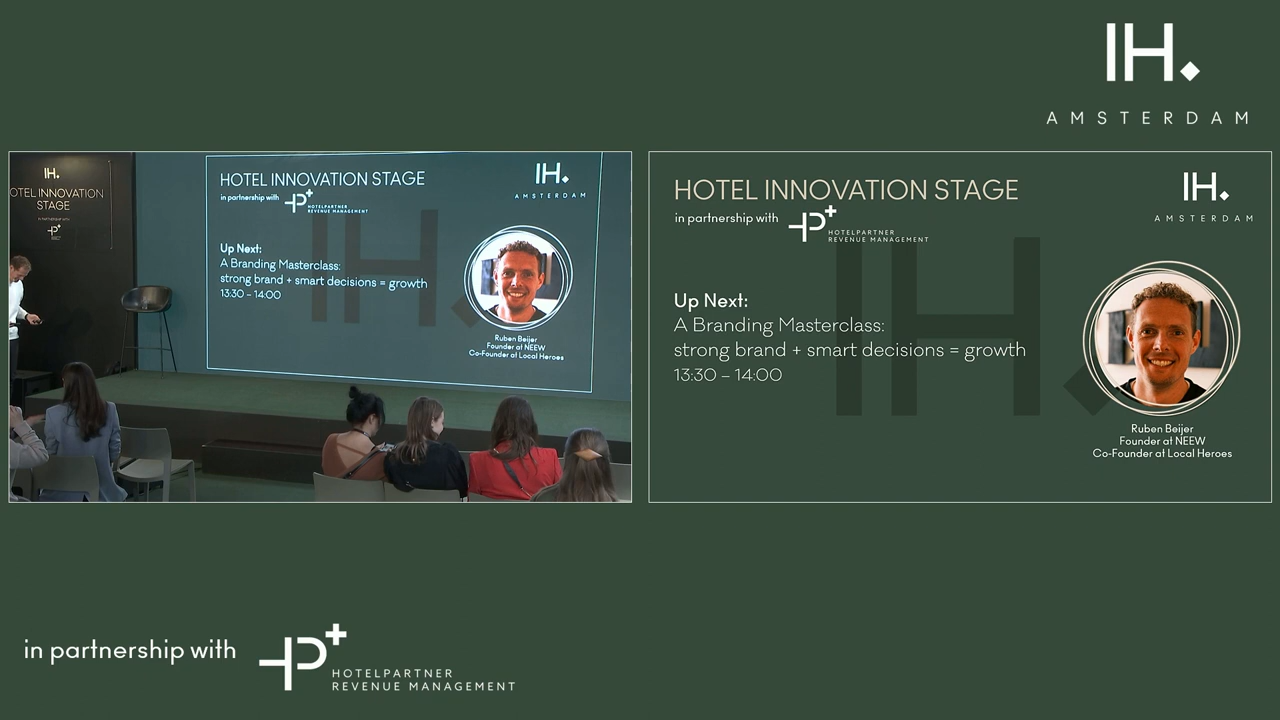 IH.
AMSTERDAM
IH.
HOTEL INNOVATION
STAGE
HOTEL INNOVATION STAGE
in partnership with
HOTELPARTNER
REVENUE MANAGEMENT
IH.
AMSTERDAM
Up Next:
A Branding Masterclass:
strong brand + smart decisions = growth
13:30 – 14:00
Ruben Beijer
Founder at NEEW
Co-Founder at Local Heroes
HOTEL INNOVATION STAGE
in partnership with
HOTELPARTNER
REVENUE MANAGEMENT
IH.
AMSTERDAM
Up Next:
A Branding Masterclass:
strong brand + smart decisions = growth
13:30 – 14:00
Ruben Beijer
Founder at NEEW
Co-Founder at Local Heroes
in partnership with
HOTELPARTNER
REVENUE MANAGEMENT